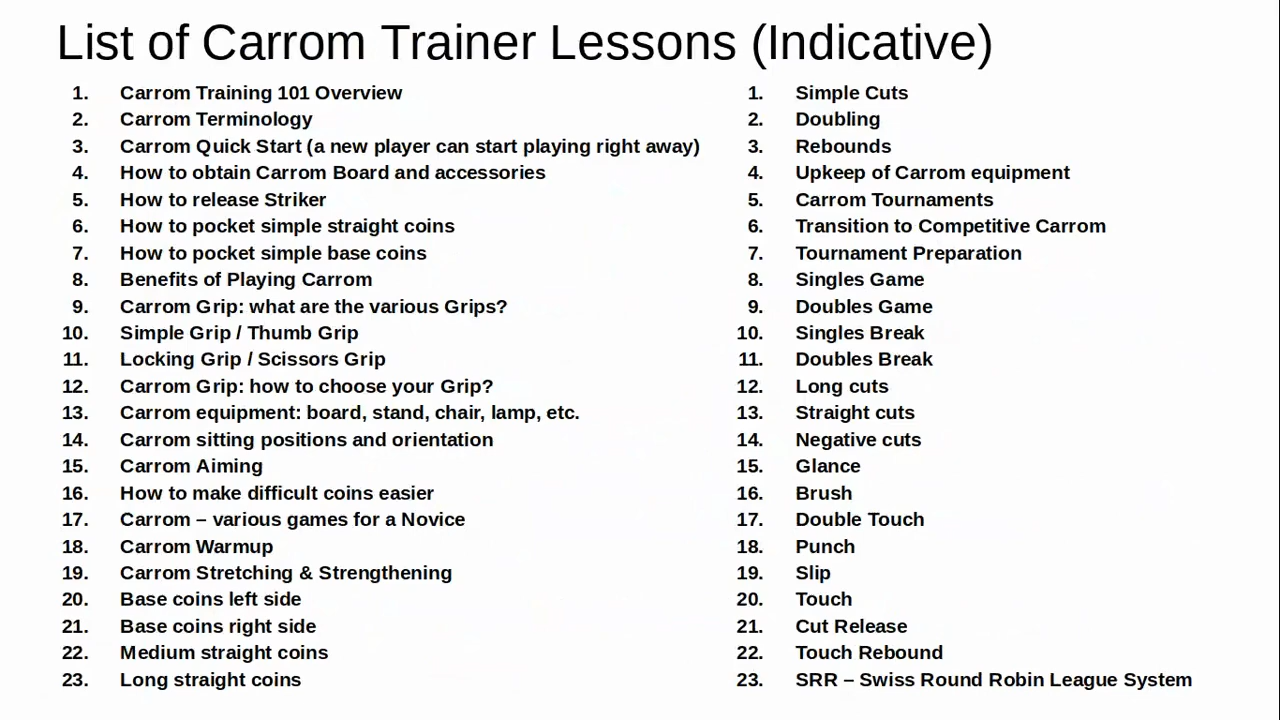 List of Carrom Trainer Lessons (Indicative)
1. Carrom Training 101 Overview
2. Carrom Terminology
3. Carrom Quick Start (a new player can start playing right away)
4. How to obtain Carrom Board and accessories
5. How to release Striker
6. How to pocket simple straight coins
7. How to pocket simple base coins
8. Benefits of Playing Carrom
9. Carrom Grip: what are the various Grips?
10. Simple Grip / Thumb Grip
11. Locking Grip / Scissors Grip
12. Carrom Grip: how to choose your Grip?
13. Carrom equipment: board, stand, chair, lamp, etc.
14. Carrom sitting positions and orientation
15. Carrom Aiming
16. How to make difficult coins easier
17. Carrom – various games for a Novice
18. Carrom Warmup
19. Carrom Stretching & Strengthening
20. Base coins left side
21. Base coins right side
22. Medium straight coins
23. Long straight coins
1. Simple Cuts
2. Doubling
3. Rebounds
4. Upkeep of Carrom equipment
5. Carrom Tournaments
6. Transition to Competitive Carrom
7. Tournament Preparation
8. Singles Game
9. Doubles Game
10. Singles Break
11. Doubles Break
12. Long cuts
13. Straight cuts
14. Negative cuts
15. Glance
16. Brush
17. Double Touch
18. Punch
19. Slip
20. Touch
21. Cut Release
22. Touch Rebound
23. SRR – Swiss Round Robin League System